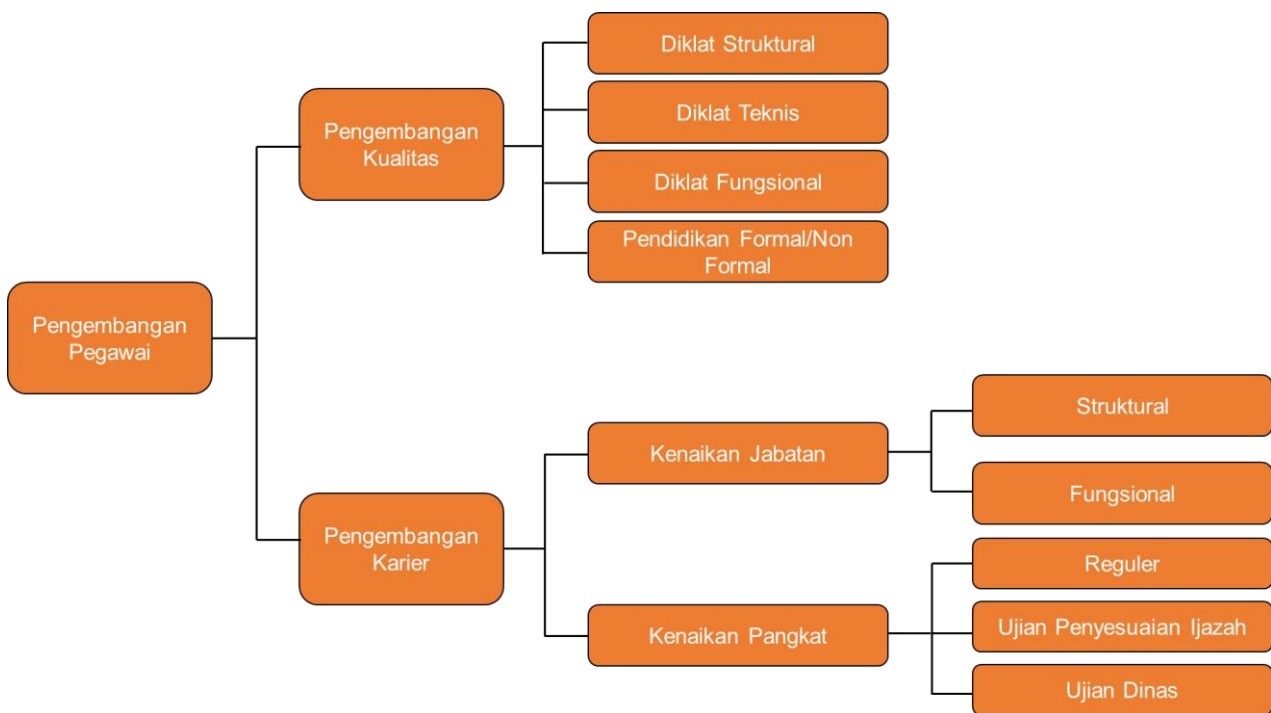 Diklat Struktural
Diklat Teknis
Pengembangan
Kualitas
Diklat Fungsional
Pendidikan Formal/Non
Formal
Pengembangan
Pegawai
Struktural
Kenaikan Jabatan
Fungsional
Pengembangan
Karier
Reguler
Kenaikan Pangkat
Ujian Penyesuaian Ijazah
Ujian Dinas